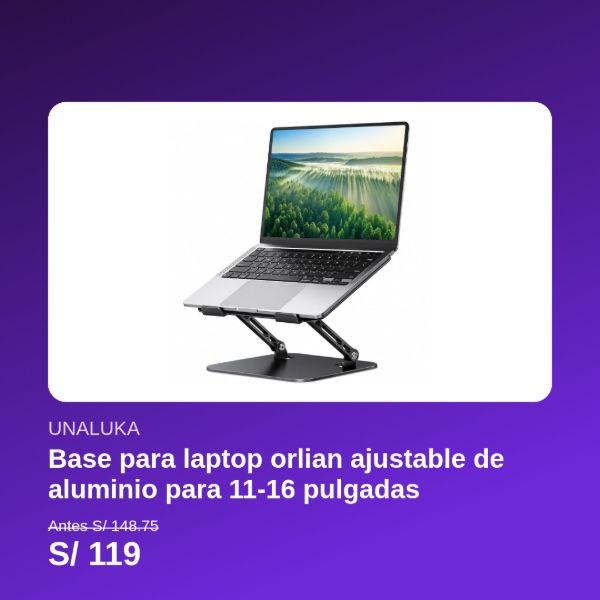 UNALUKA
Base para laptop orlian ajustable de
aluminio para 11-16 pulgadas
Antes S/ 148.75
S/ 119